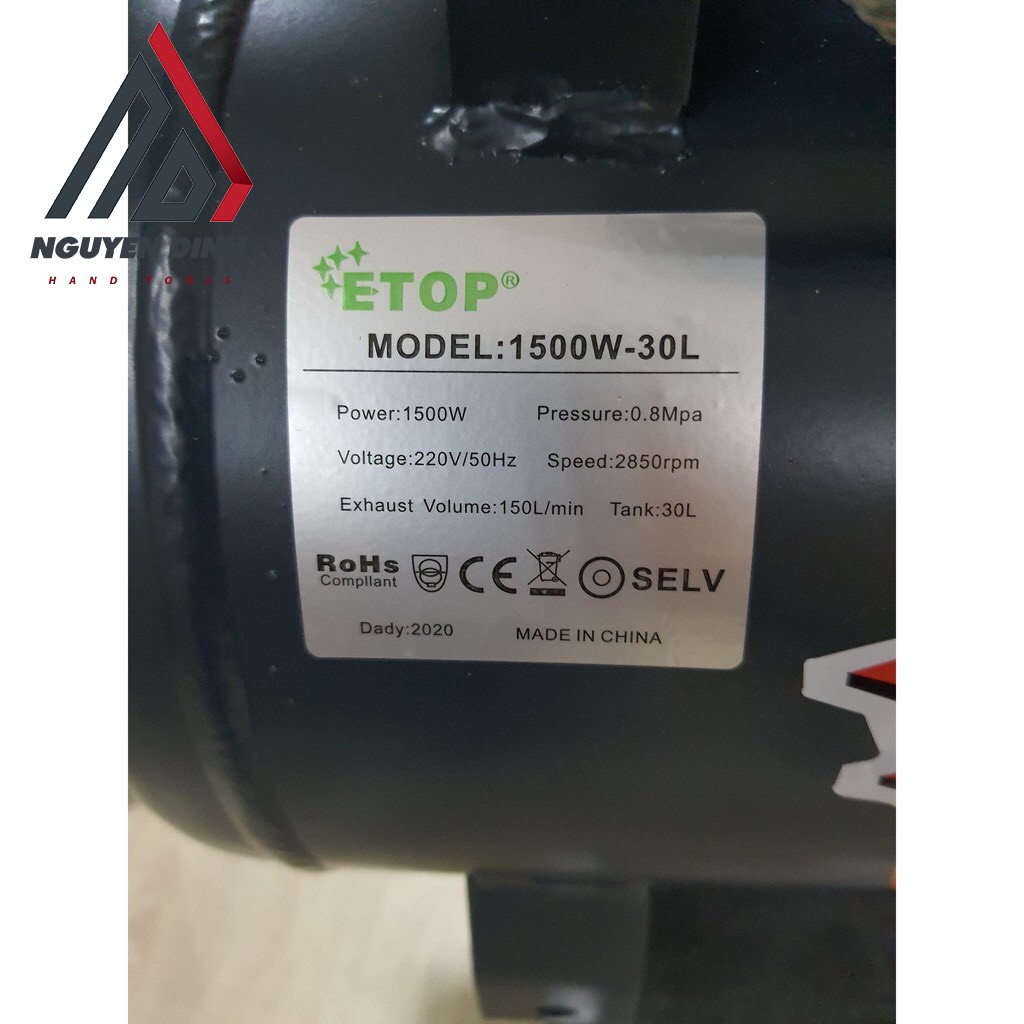 NGUYEN DINH
HAND TOOLS
ETOP®
MODEL:1500W-30L
Power:1500W Pressure:0.8Mpa
Voltage:220V/50Hz Speed:2850rpm
Exhaust Volume:150L/min Tank:30L
RoHs
Compliant
CE SELV
Dady:2020 MADE IN CHINA